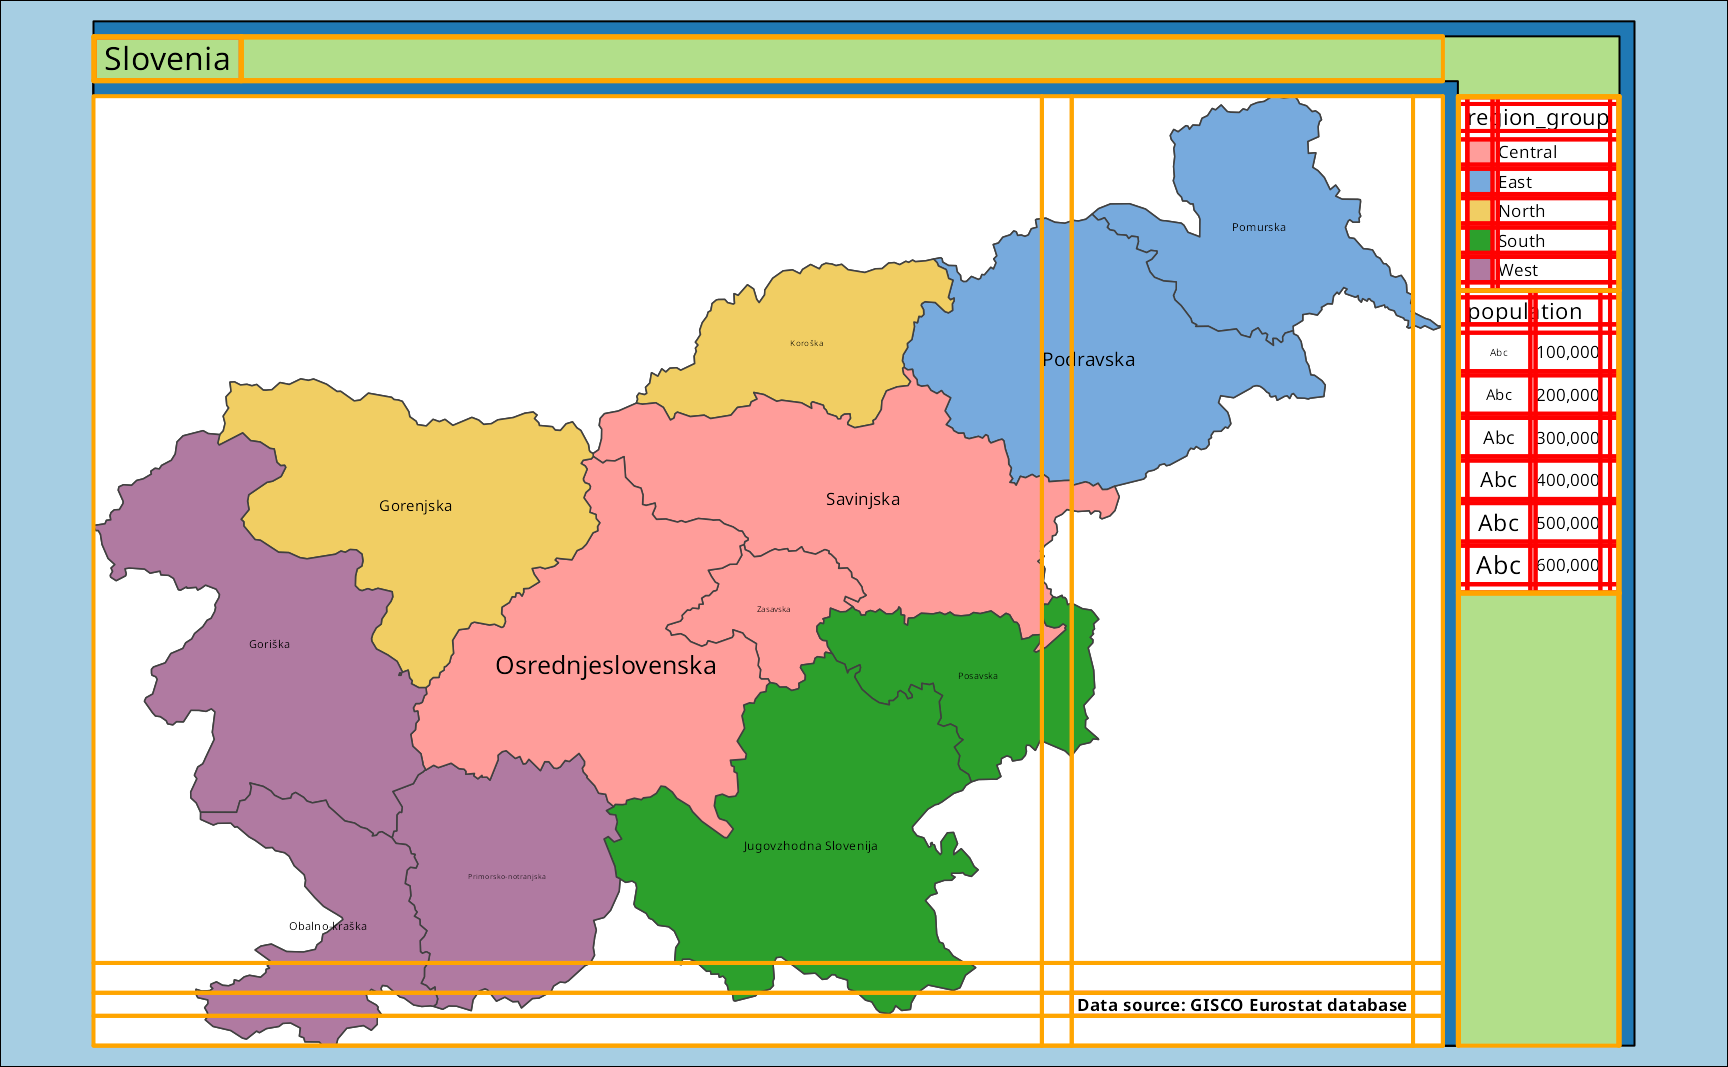 Slovenia
region_group
Central
East
North
South
West
population
Abc 100,000
Abc 200,000
Abc 300,000
Abc 400,000
Abc 500,000
Abc 600,000
Pomurska
Koroška
Podravska
Gorenjska
Savinjska
Zasavska
Goriška
Osrednjeslovenska
Posavska
Jugovzhodna Slovenija
Primorsko-notranjska
Obalno-kraška
Data source: GISCO Eurostat database